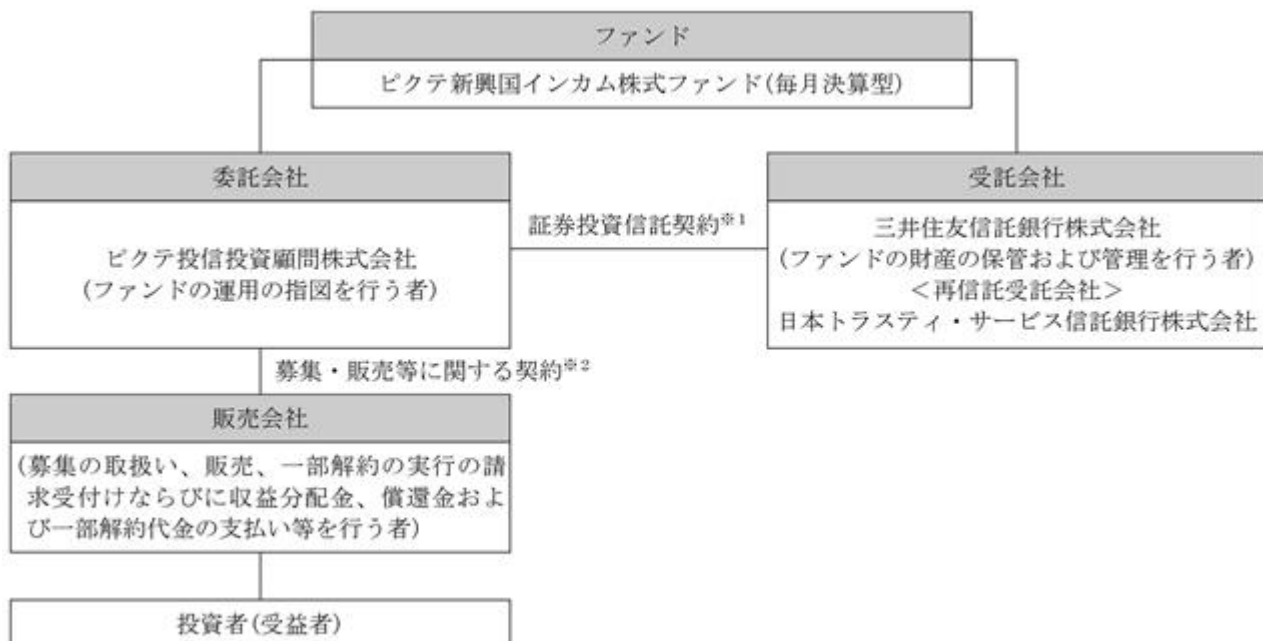 ファンド
ピクテ新興国インカム株式ファンド(毎月決算型)
委託会社
ピクテ投信投資顧問株式会社
(ファンドの運用の指図を行う者)
証券投資信託契約※1
受託会社
三井住友信託銀行株式会社
(ファンドの財産の保管および管理を行う者)
＜再信託受託会社＞
日本トラスティ・サービス信託銀行株式会社
募集・販売等に関する契約※2
販売会社
(募集の取扱い、販売、一部解約の実行の請
求受付けならびに収益分配金、償還金およ
び一部解約代金の支払い等を行う者)
投資者(受益者)